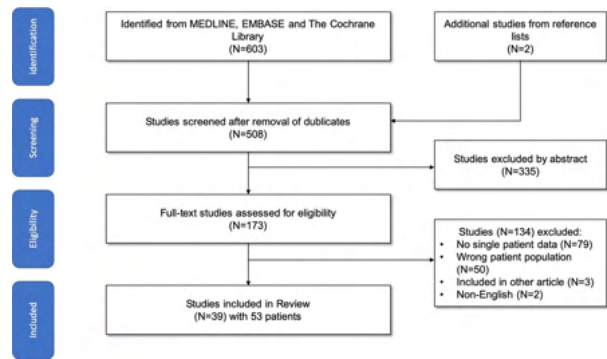 Identification
Identified from MEDLINE, EMBASE and The Cochrane
Library
(N=603)
Additional studies from reference
lists
(N=2)
Screening
Studies screened after removal of dublicates
(N=508)
Studies excluded by abstract
(N=335)
Eligibility
Full-text studies assessed for eligibility
(N=173)
Studies (N=134) excluded:
• No single patient data (N=79)
• Wrong patient population
(N=50)
• Included in other article (N=3)
• Non-English (N=2)
Included
Studies included in Review
(N=39) with 53 patients